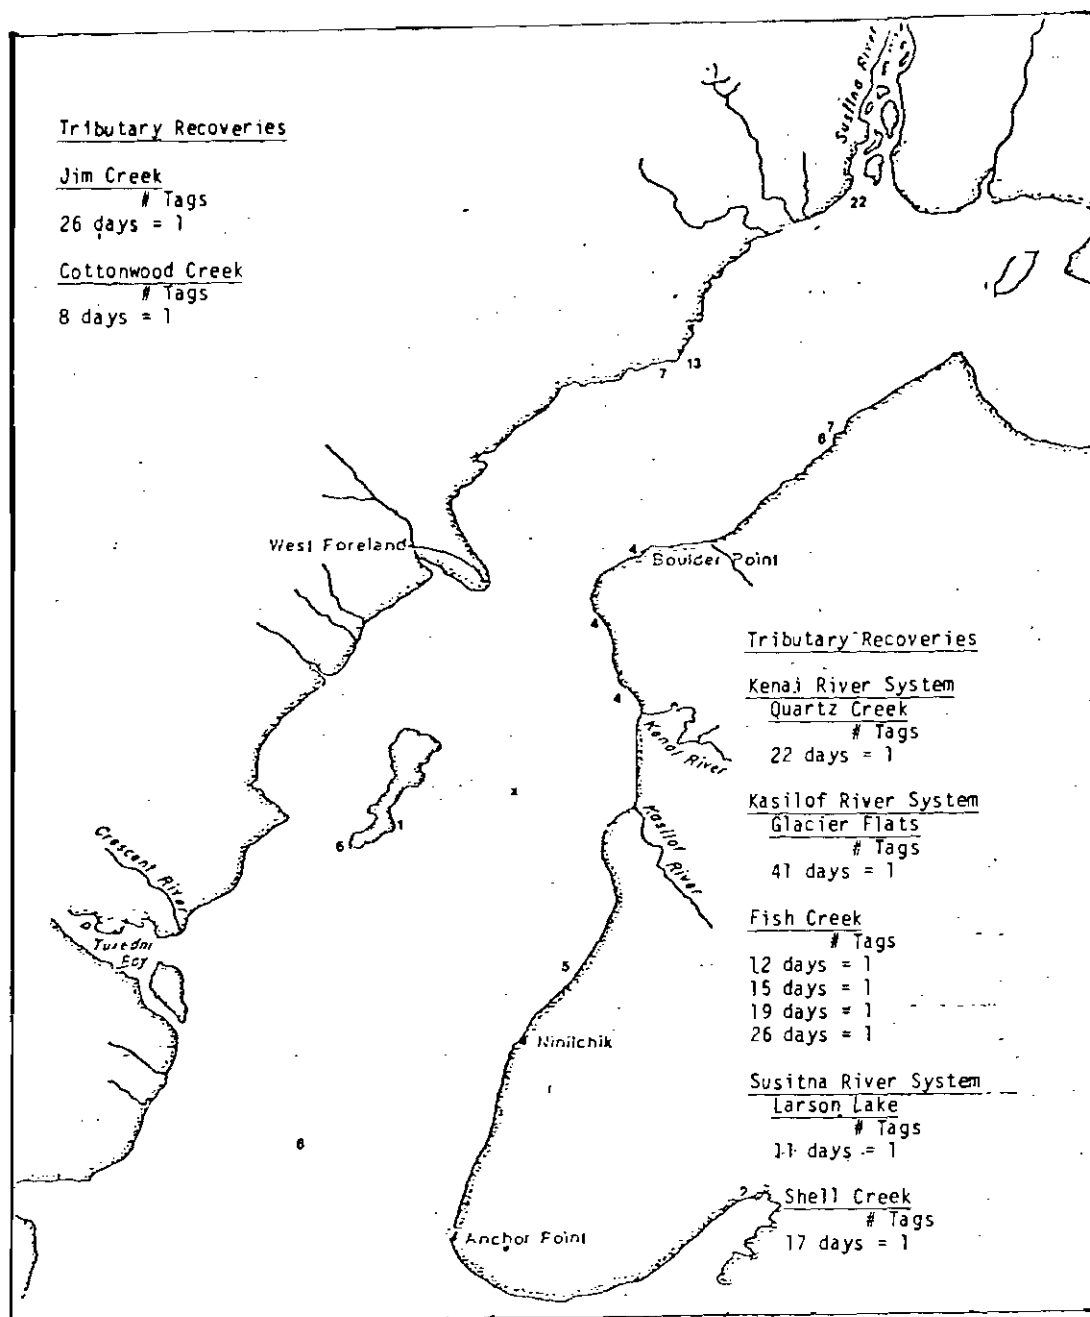 Susitna River
Tributary Recoveries
Jim Creek
# Tags
26 days = 1
Cottonwood Creek
# Tags
8 days = 1
22
7
13
7
6
West Foreland
4
Boulder Point
4
4
Kenai River
Tributary Recoveries
Kenai River System
Quartz Creek
# Tags
22 days = 1
x
1
6
Kasilof River
Kasilof River System
Glacier Flats
# Tags
41 days = 1
Crescent River
Tuxedni
Bay
5
Fish Creek
# Tags
12 days = 1
15 days = 1
19 days = 1
26 days = 1
Ninilchik
6
Susitna River System
Larson Lake
# Tags
11 days = 1
2
Shell Creek
# Tags
17 days = 1
Anchor Point